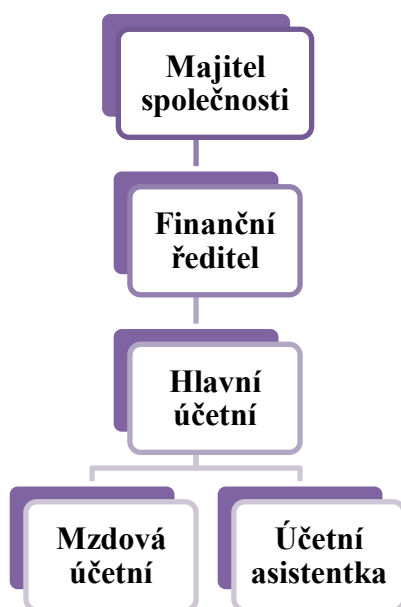 Majitel
společnosti
Finanční
ředitel
Hlavní
účetní
Mzdová
účetní
Účetní
asistentka